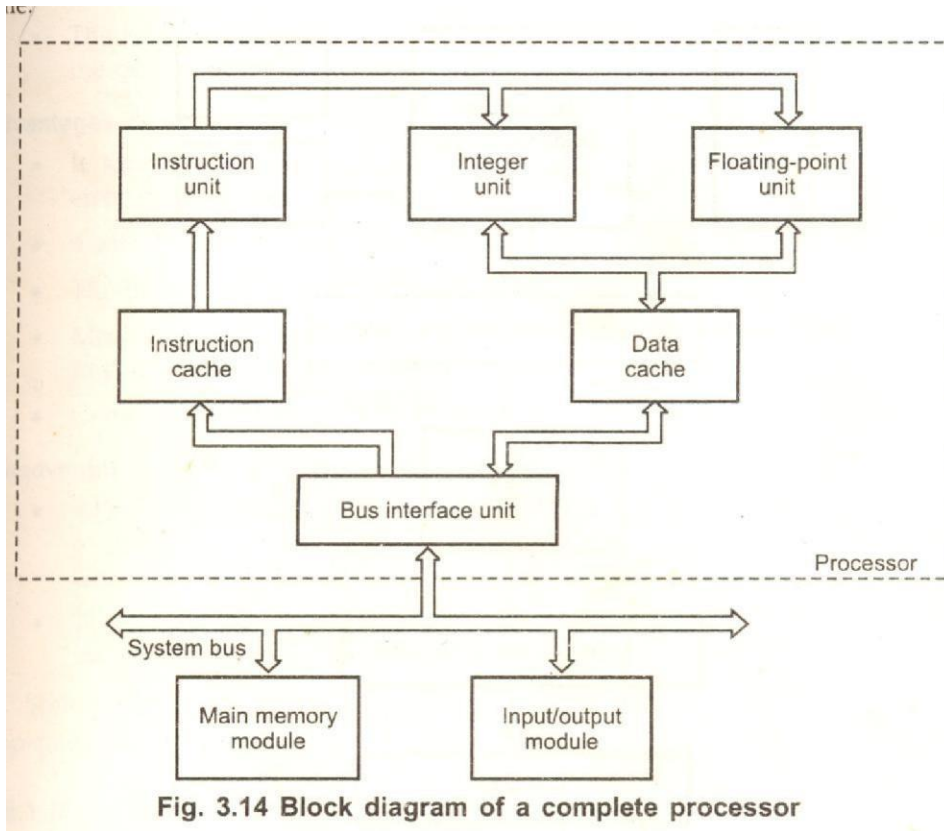 Instruction
unit
Integer
unit
Floating-point
unit
Instruction
cache
Data
cache
Bus interface unit
Processor
System bus
Main memory
module
Input/output
module
Fig. 3.14 Block diagram of a complete processor